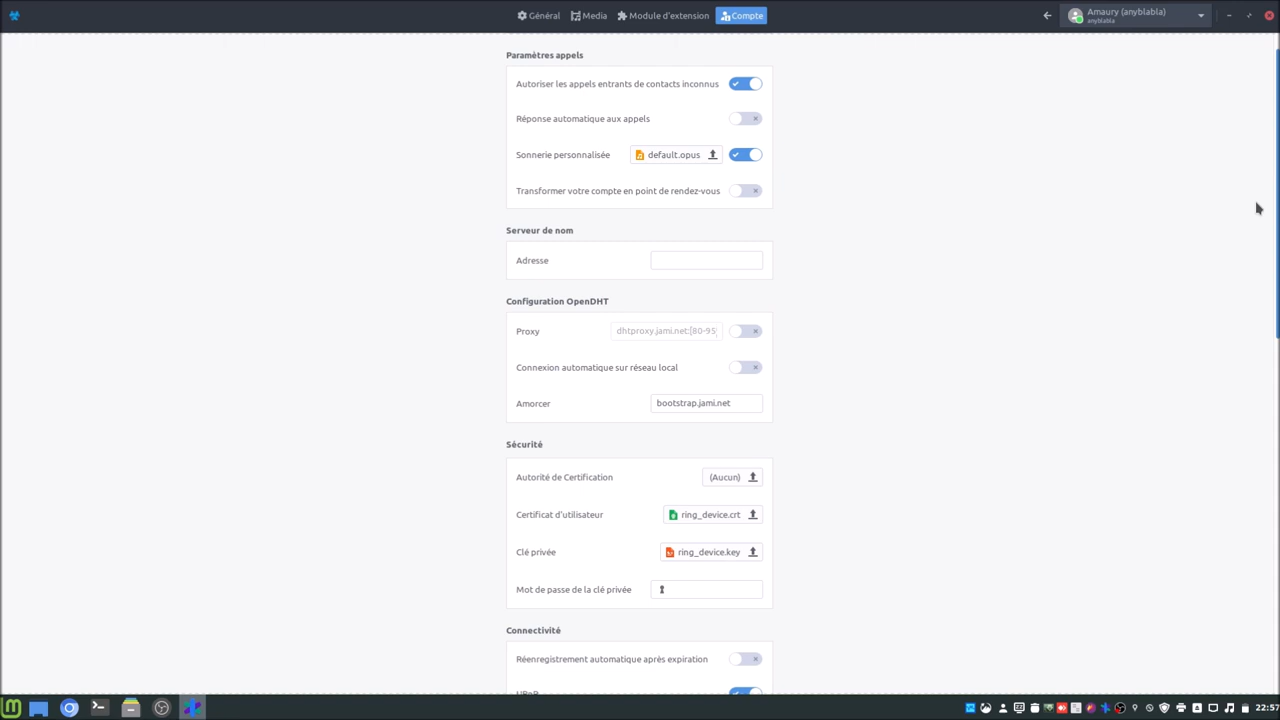 Général
Media
Module d'extension
Compte
Amaury (anyblabla)
anyblabla
Paramètres appels
Autoriser les appels entrants de contacts inconnus
Réponse automatique aux appels
Sonnerie personnalisée
default.opus
Transformer votre compte en point de rendez-vous
Serveur de nom
Adresse
Configuration OpenDHT
Proxy
dhtproxy.jami.net:[80-95
Connexion automatique sur réseau local
Amorcer
bootstrap.jami.net
Sécurité
Autorité de Certification
(Aucun)
Certificat d'utilisateur
ring_device.crt
Clé privée
ring_device.key
Mot de passe de la clé privée
Connectivité
Réenregistrement automatique après expiration
UPnP
22:57